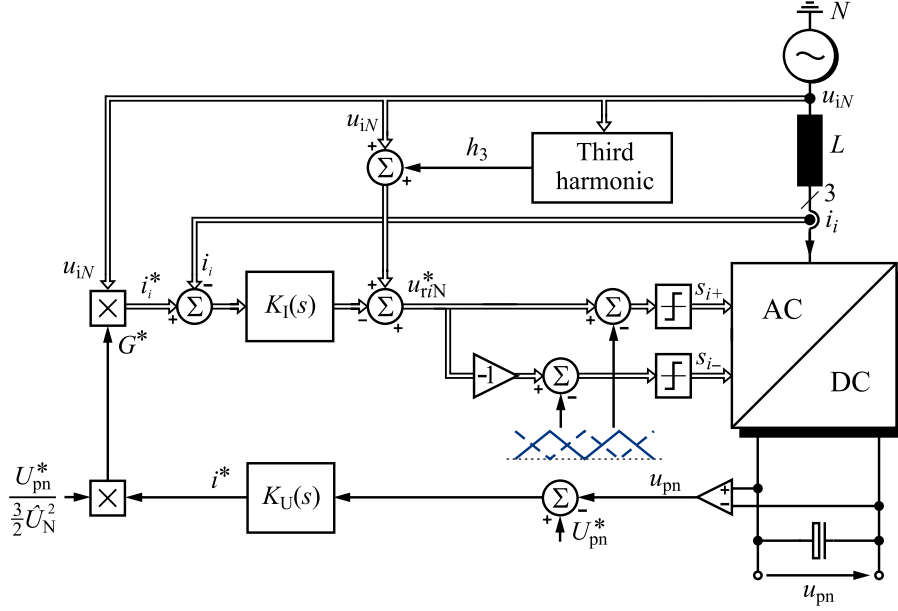 N
u_iN
u_iN
h_3
Third
harmonic
L
3
i_i
u_iN
i_i^*
i_i
K_I(s)
u_riN^*
s_i+
AC
DC
G^*
-1
s_i-
U_pn^*
3/2 Û_N^2
i^*
K_U(s)
u_pn
U_pn^*
u_pn